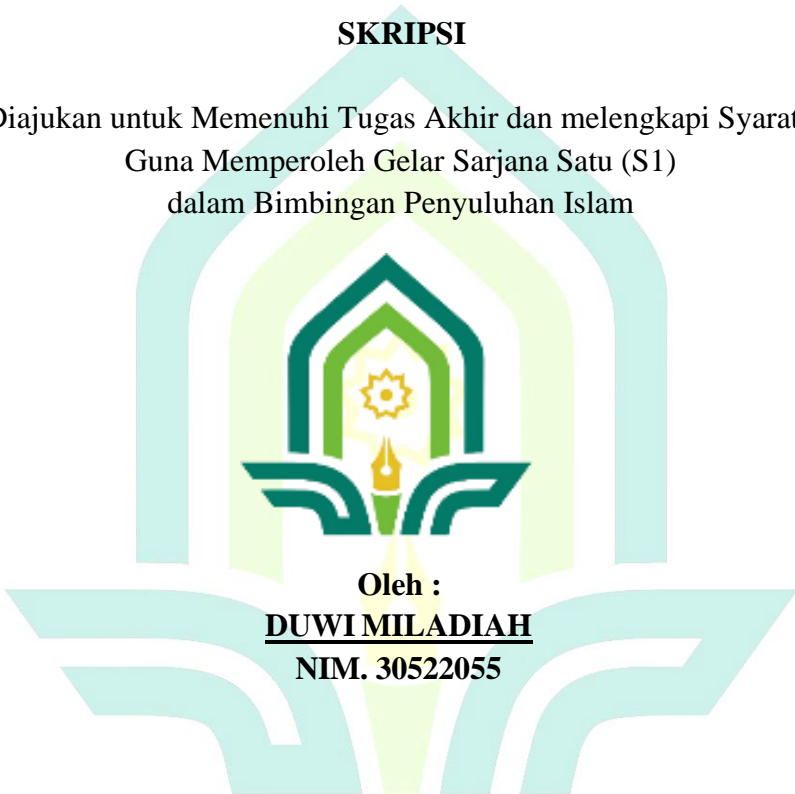 SKRIPSI
Diajukan untuk Memenuhi Tugas Akhir dan melengkapi Syarat
Guna Memperoleh Gelar Sarjana Satu (S1)
dalam Bimbingan Penyuluhan Islam
Oleh :
DUWI MILADIAH
NIM. 30522055